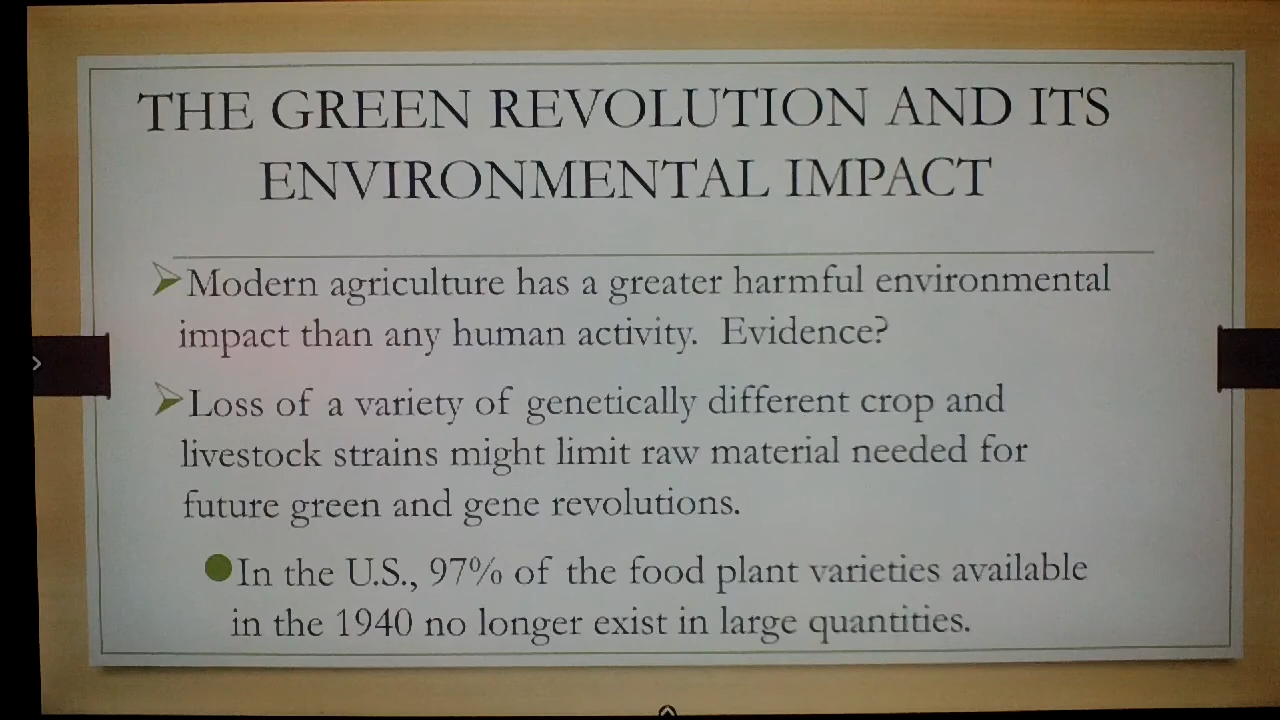 THE GREEN REVOLUTION AND ITS
ENVIRONMENTAL IMPACT
Modern agriculture has a greater harmful environmental
impact than any human activity. Evidence?
Loss of a variety of genetically different crop and
livestock strains might limit raw material needed for
future green and gene revolutions.
In the U.S., 97% of the food plant varieties available
in the 1940 no longer exist in large quantities.